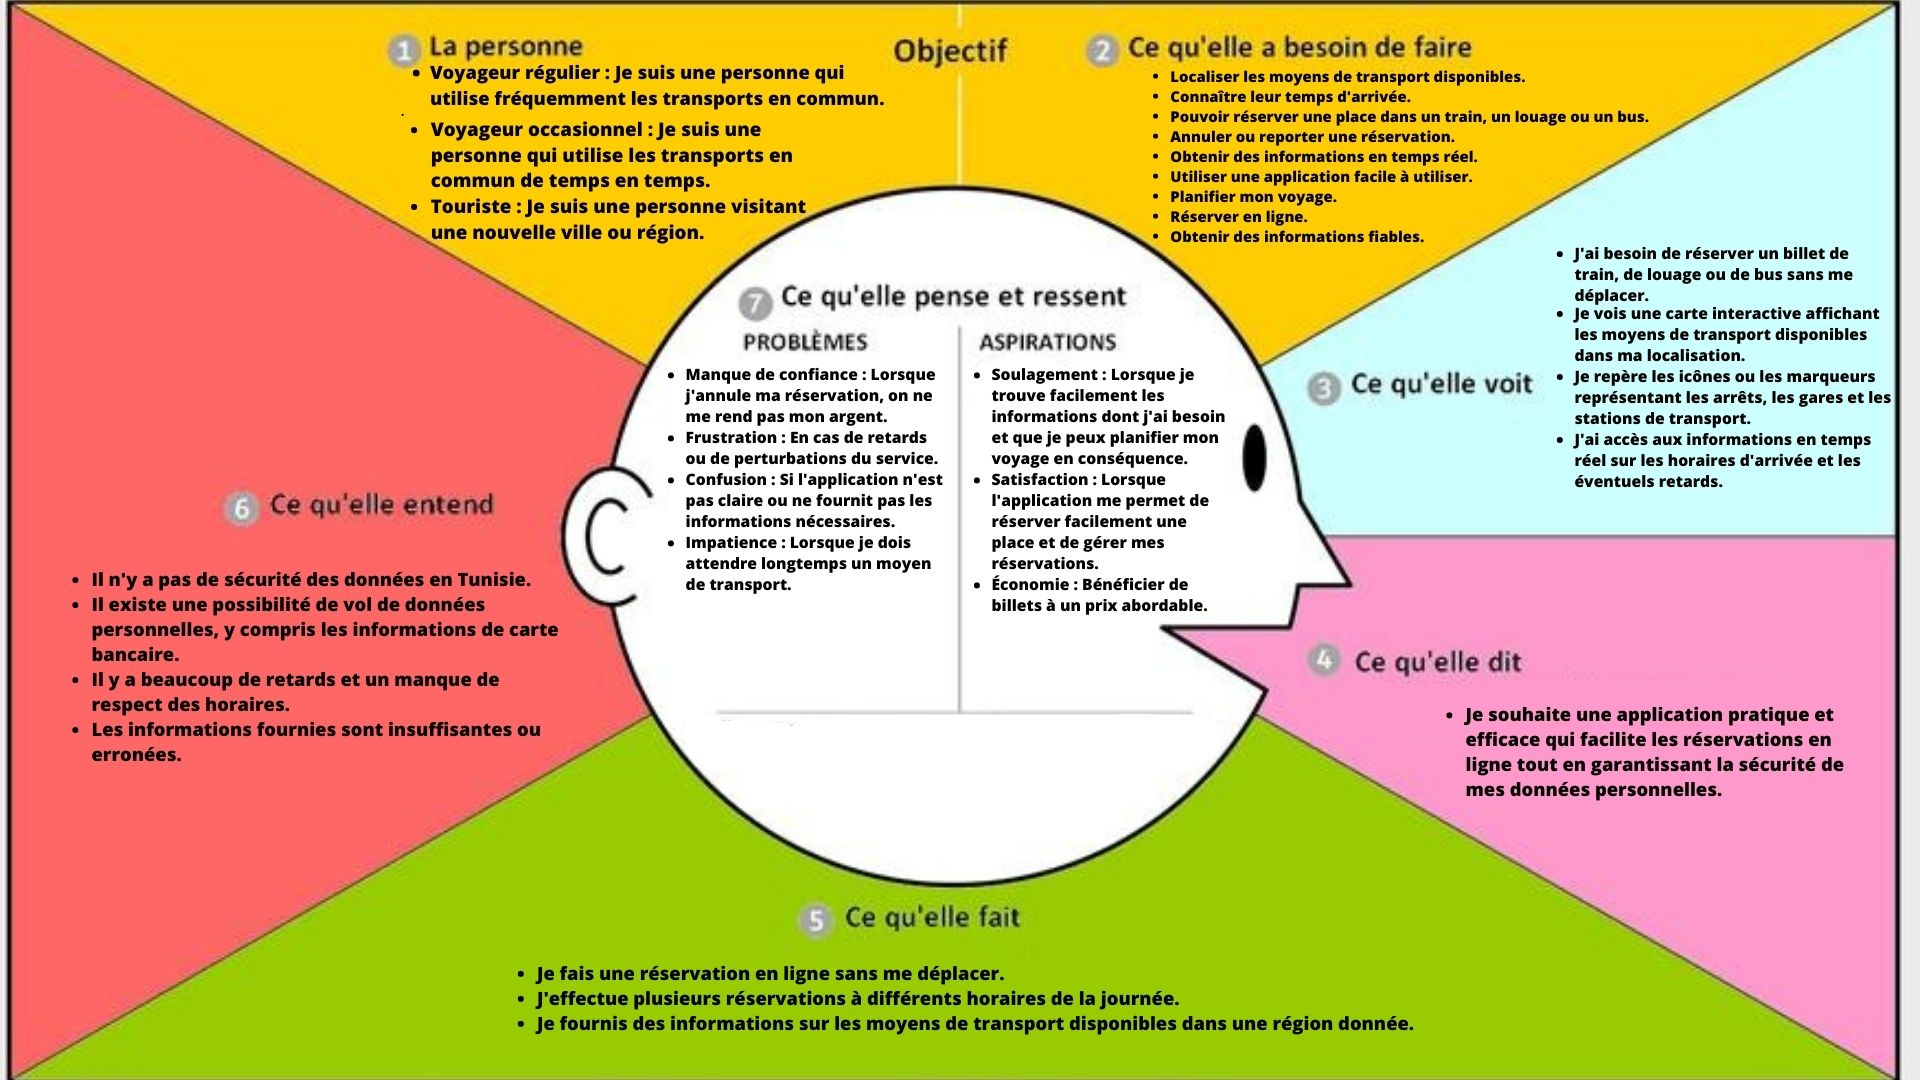 Objectif
1 La personne
• Voyageur régulier : Je suis une personne qui
utilise fréquemment les transports en commun.
• Voyageur occasionnel : Je suis une
personne qui utilise les transports en
commun de temps en temps.
• Touriste : Je suis une personne visitant
une nouvelle ville ou région.
2 Ce qu'elle a besoin de faire
• Localiser les moyens de transport disponibles.
• Connaître leur temps d'arrivée.
• Pouvoir réserver une place dans un train, un louage ou un bus.
• Annuler ou reporter une réservation.
• Obtenir des informations en temps réel.
• Utiliser une application facile à utiliser.
• Planifier mon voyage.
• Réserver en ligne.
• Obtenir des informations fiables.
3 Ce qu'elle voit
• J'ai besoin de réserver un billet de
train, de louage ou de bus sans me
déplacer.
• Je vois une carte interactive affichant
les moyens de transport disponibles
dans ma localisation.
• Je repère les icônes ou les marqueurs
représentant les arrêts, les gares et les
stations de transport.
• J'ai accès aux informations en temps
réel sur les horaires d'arrivée et les
éventuels retards.
4 Ce qu'elle dit
• Je souhaite une application pratique et
efficace qui facilite les réservations en
ligne tout en garantissant la sécurité de
mes données personnelles.
5 Ce qu'elle fait
• Je fais une réservation en ligne sans me déplacer.
• J'effectue plusieurs réservations à différents horaires de la journée.
• Je fournis des informations sur les moyens de transport disponibles dans une région donnée.
6 Ce qu'elle entend
• Il n'y a pas de sécurité des données en Tunisie.
• Il existe une possibilité de vol de données
personnelles, y compris les informations de carte
bancaire.
• Il y a beaucoup de retards et un manque de
respect des horaires.
• Les informations fournies sont insuffisantes ou
erronées.
7 Ce qu'elle pense et ressent
PROBLÈMES
• Manque de confiance : Lorsque
j'annule ma réservation, on ne
me rend pas mon argent.
• Frustration : En cas de retards
ou de perturbations du service.
• Confusion : Si l'application n'est
pas claire ou ne fournit pas les
informations nécessaires.
• Impatience : Lorsque je dois
attendre longtemps un moyen
de transport.
ASPIRATIONS
• Soulagement : Lorsque je
trouve facilement les
informations dont j'ai besoin
et que je peux planifier mon
voyage en conséquence.
• Satisfaction : Lorsque
l'application me permet de
réserver facilement une
place et de gérer mes
réservations.
• Économie : Bénéficier de
billets à un prix abordable.